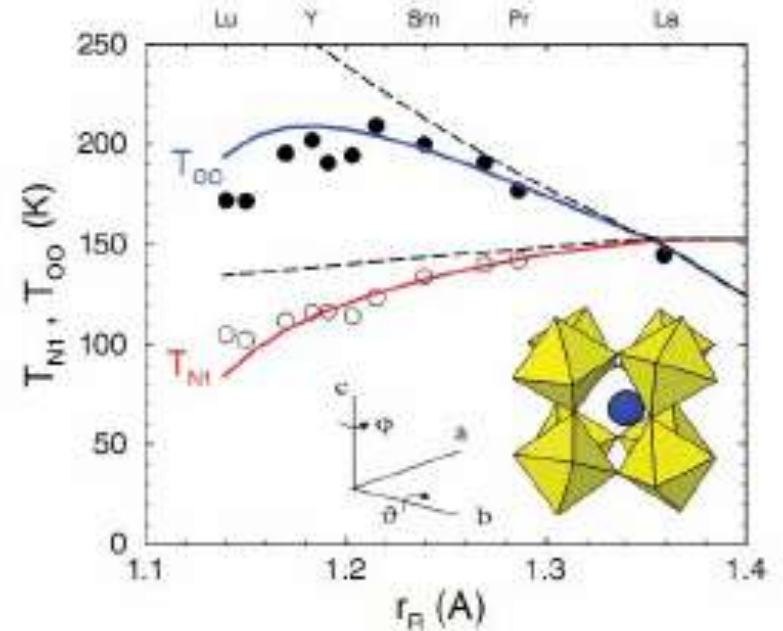 Lu Y Sm Pr La
250
200
150
100
50
0
T_N1, T_OO (K)
T_OO
T_N1
c
φ
a
θ
b
1.1 1.2 1.3 1.4
r_R (A)